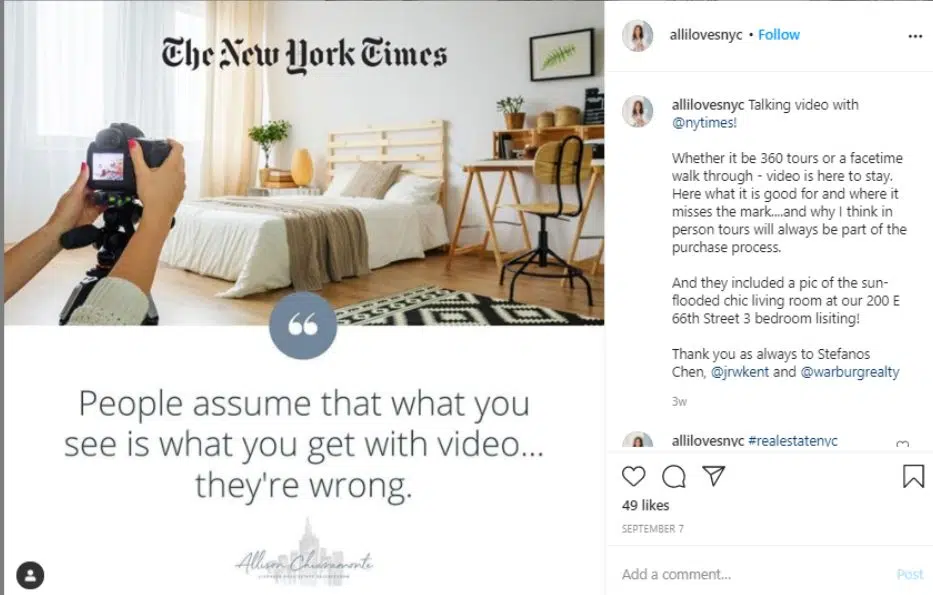 The New York Times
“
People assume that what you
see is what you get with video...
they're wrong.
Allison Chiaramonte
allilovesnyc • Follow
allilovesnyc Talking video with
@nytimes!
Whether it be 360 tours or a facetime
walk through - video is here to stay.
Here what it is good for and where it
misses the mark....and why I think in
person tours will always be part of the
purchase process.
And they included a pic of the sun-
flooded chic living room at our 200 E
66th Street 3 bedroom lisiting!
Thank you as always to Stefanos
Chen, @jrwkent and @warburgrealty
3w
allilovesnyc #realestatenyc
49 likes
SEPTEMBER 7
Add a comment...
Post